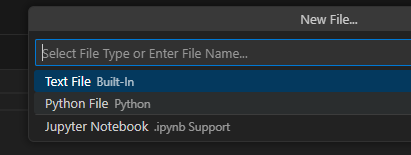 New File...
Select File Type or Enter File Name...
Text File Built-In
Python File Python
Jupyter Notebook .ipynb Support